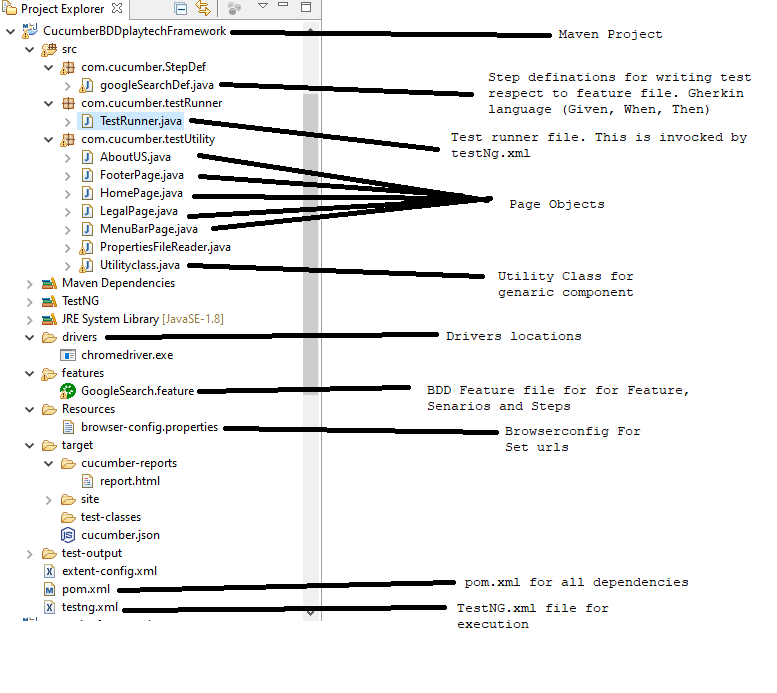 Project Explorer
CucumberBDDplaytechFramework
Maven Project
src
com.cucumber.StepDef
googleSearchDef.java
Step definations for writing test
respect to feature file. Gherkin
language (Given, When, Then)
com.cucumber.testRunner
TestRunner.java
Test runner file. This is invoked by
testNg.xml
com.cucumber.testUtility
AboutUS.java
FooterPage.java
HomePage.java
LegalPage.java
MenuBarPage.java
Page Objects
PropertiesFileReader.java
Utilityclass.java
Utility Class for
genaric component
Maven Dependencies
TestNG
JRE System Library [JavaSE-1.8]
drivers
Drivers locations
chromedriver.exe
features
GoogleSearch.feature
BDD Feature file for for Feature,
Senarios and Steps
Resources
browser-config.properties
Browserconfig For
Set urls
target
cucumber-reports
report.html
site
test-classes
cucumber.json
test-output
extent-config.xml
pom.xml
pom.xml for all dependencies
testng.xml
TestNG.xml file for
execution